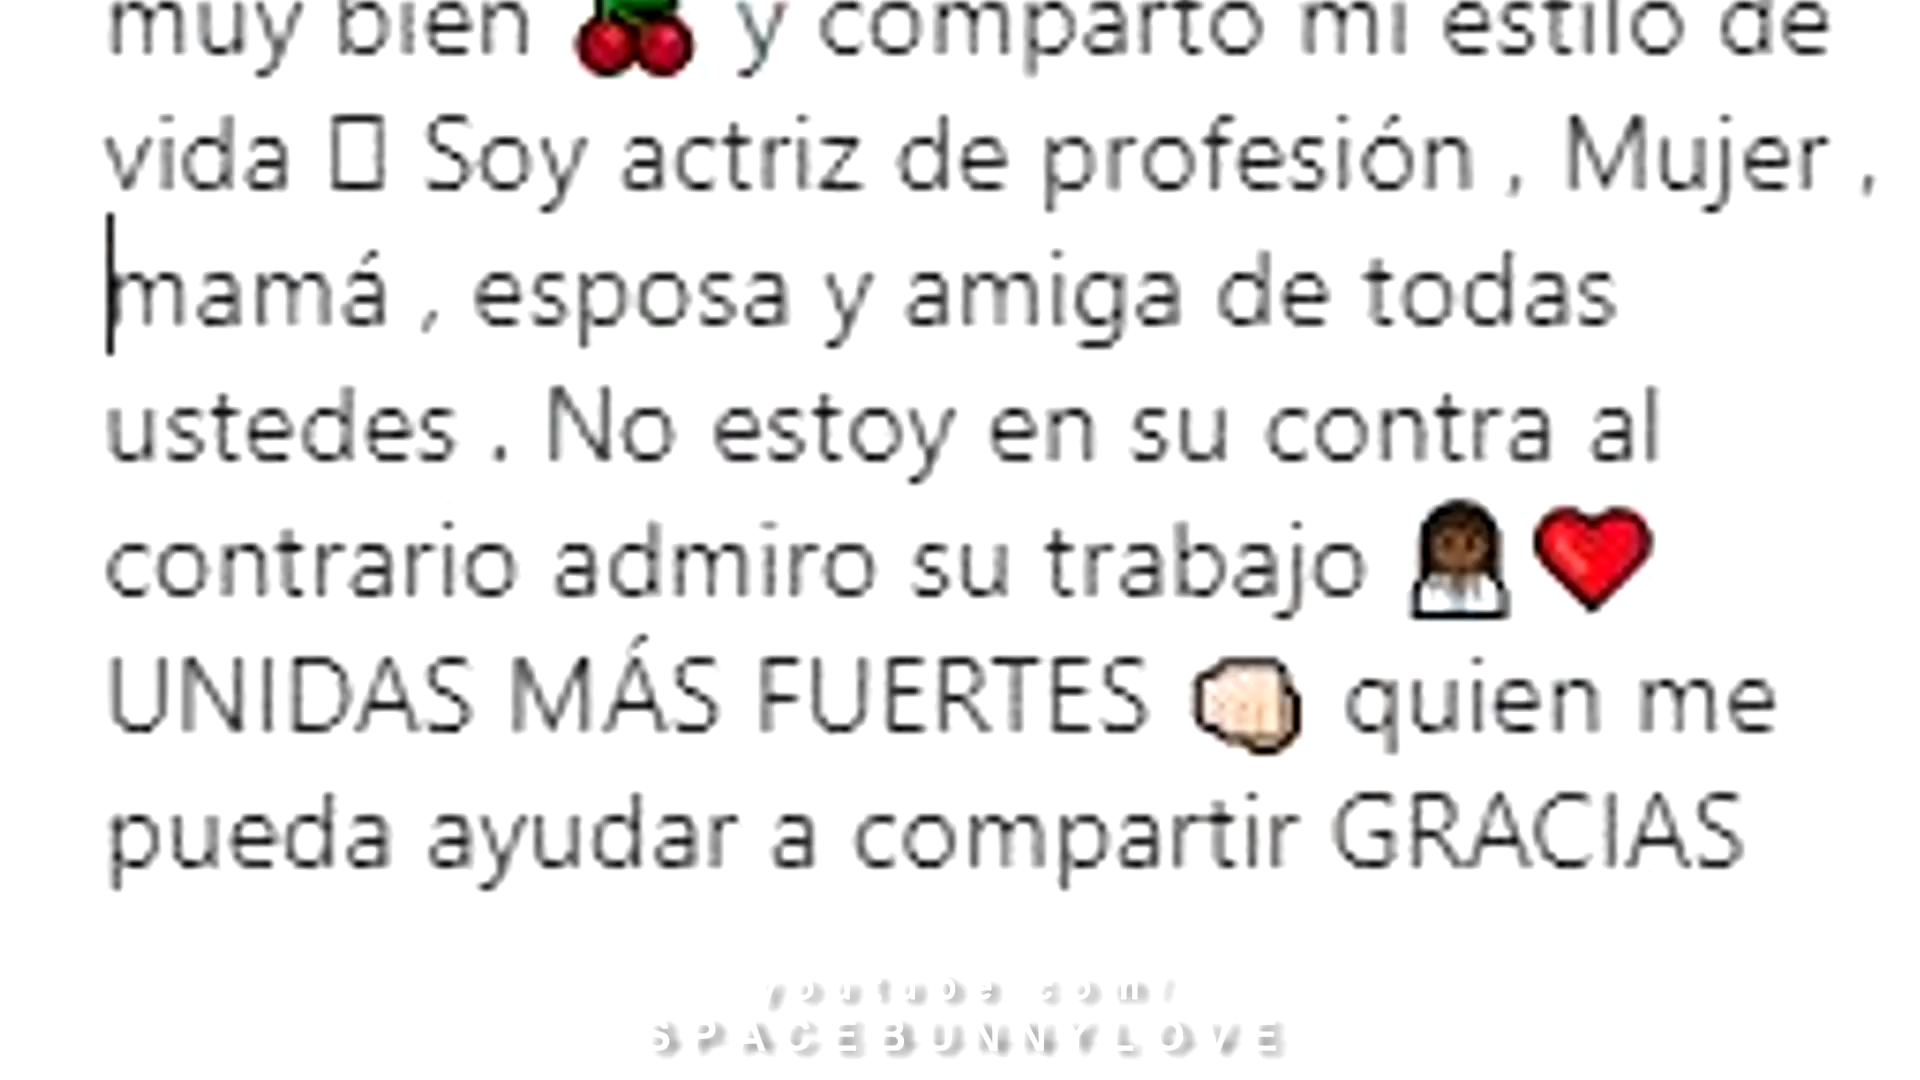 muy bien 🍒 y comparto mi estilo de
vida ▯ Soy actriz de profesión , Mujer ,
mamá , esposa y amiga de todas
ustedes . No estoy en su contra al
contrario admiro su trabajo 👩🏿‍💼❤️
UNIDAS MÁS FUERTES 👊🏻 quien me
pueda ayudar a compartir GRACIAS
youtube com/
SPACEBUNNYLOVE